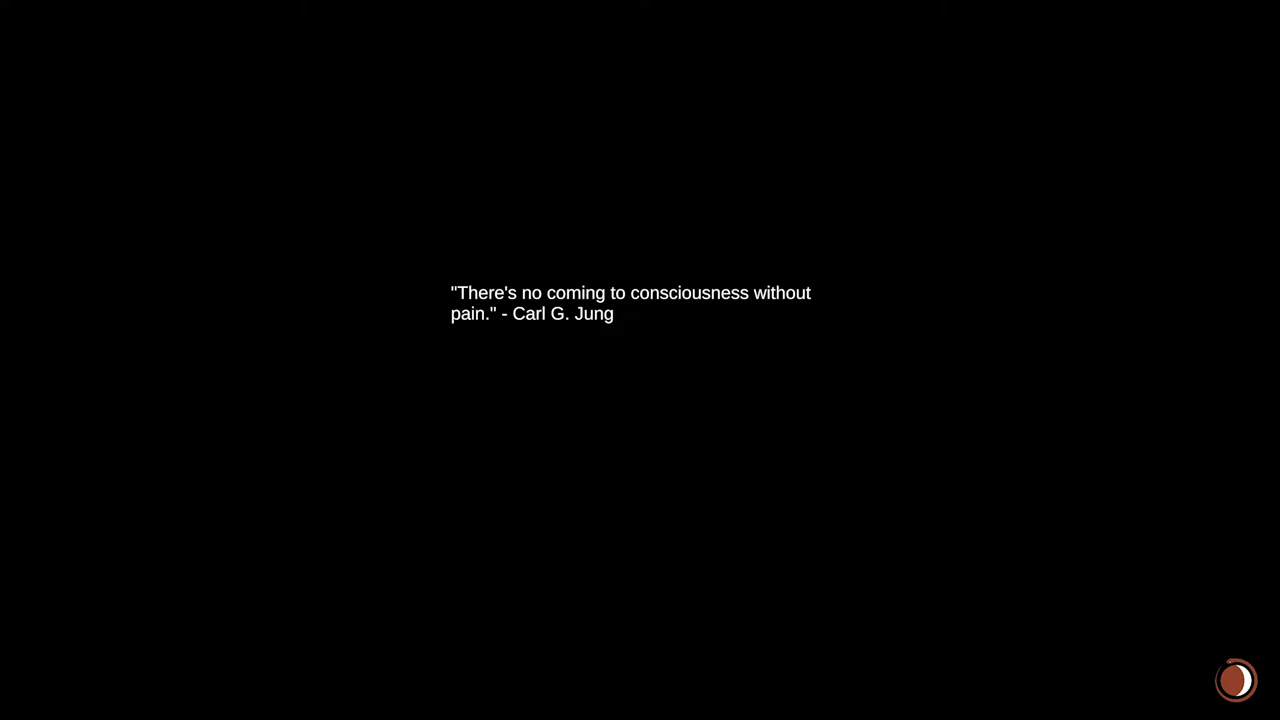 "There's no coming to consciousness without
pain." - Carl G. Jung